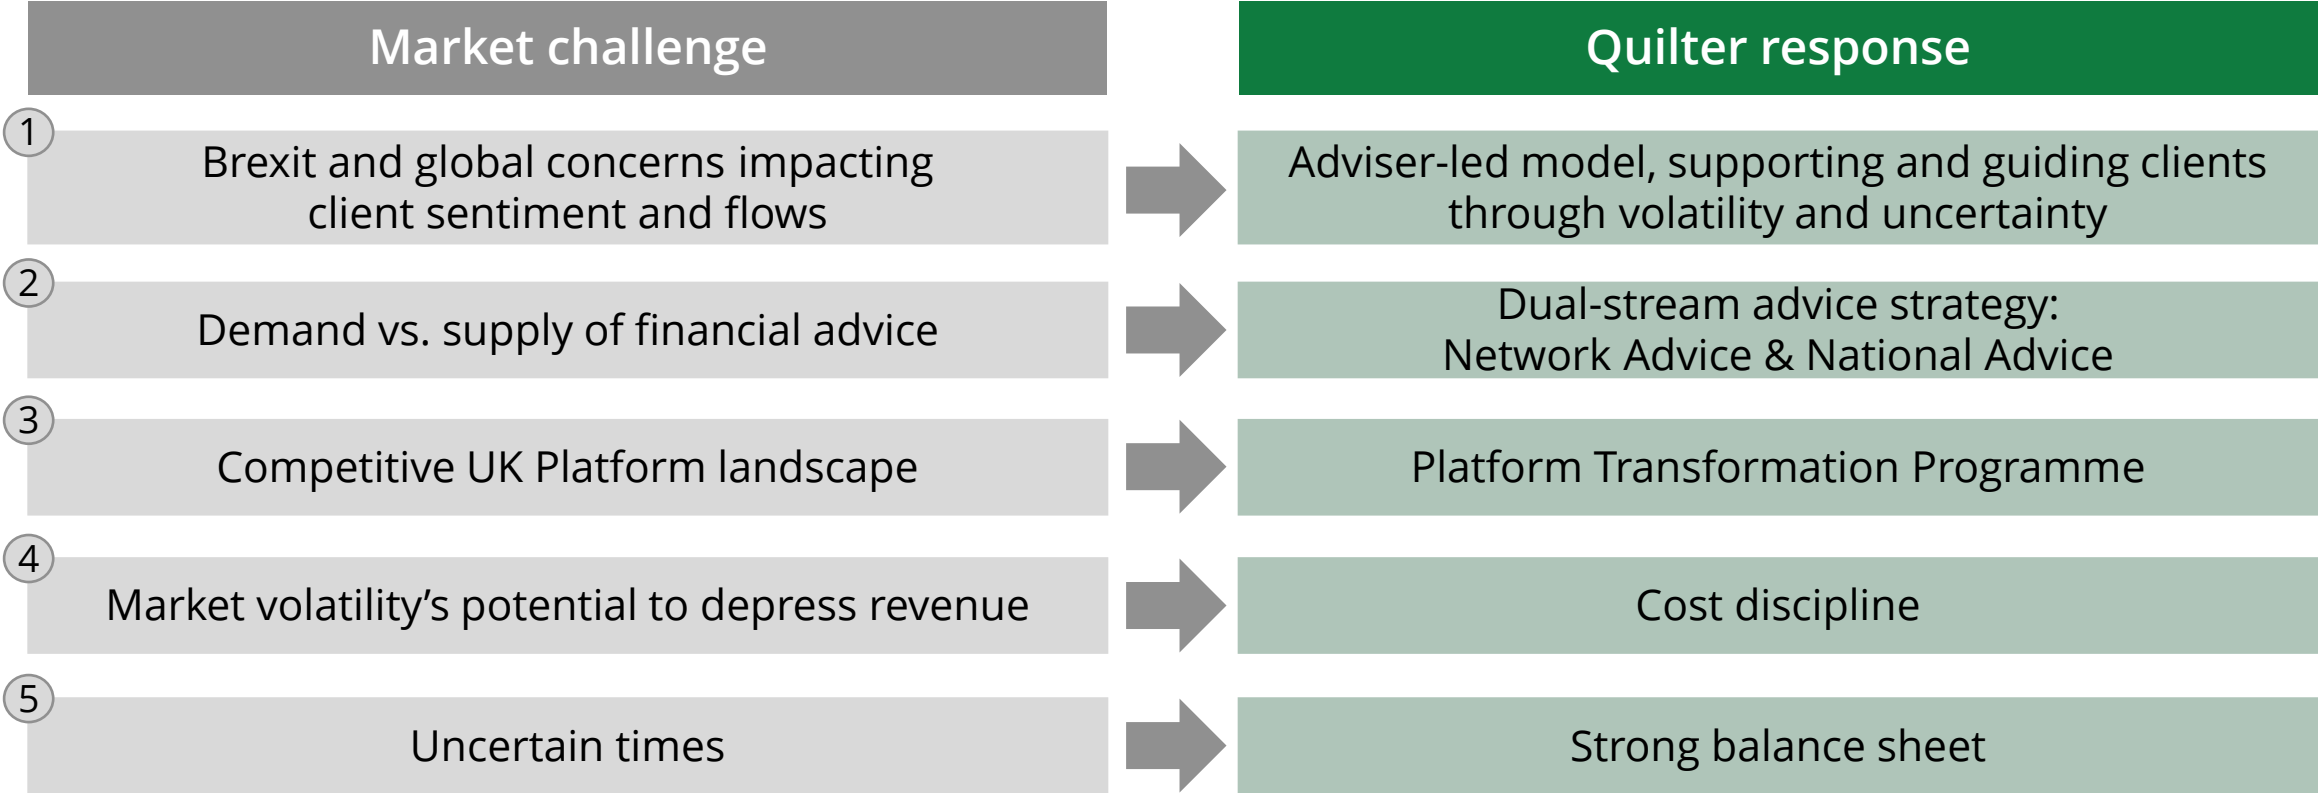 Market challenge
Quilter response
1
Brexit and global concerns impacting
client sentiment and flows
Adviser-led model, supporting and guiding clients
through volatility and uncertainty
2
Demand vs. supply of financial advice
Dual-stream advice strategy:
Network Advice & National Advice
3
Competitive UK Platform landscape
Platform Transformation Programme
4
Market volatility’s potential to depress revenue
Cost discipline
5
Uncertain times
Strong balance sheet